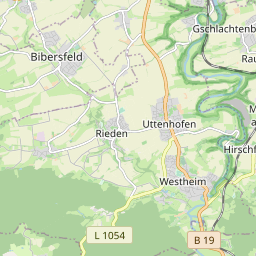 Gschlachtenb
Bibersfeld
Rau
M
a
Rieden
Uttenhofen
Hirschf
Westheim
L 1054
B 19